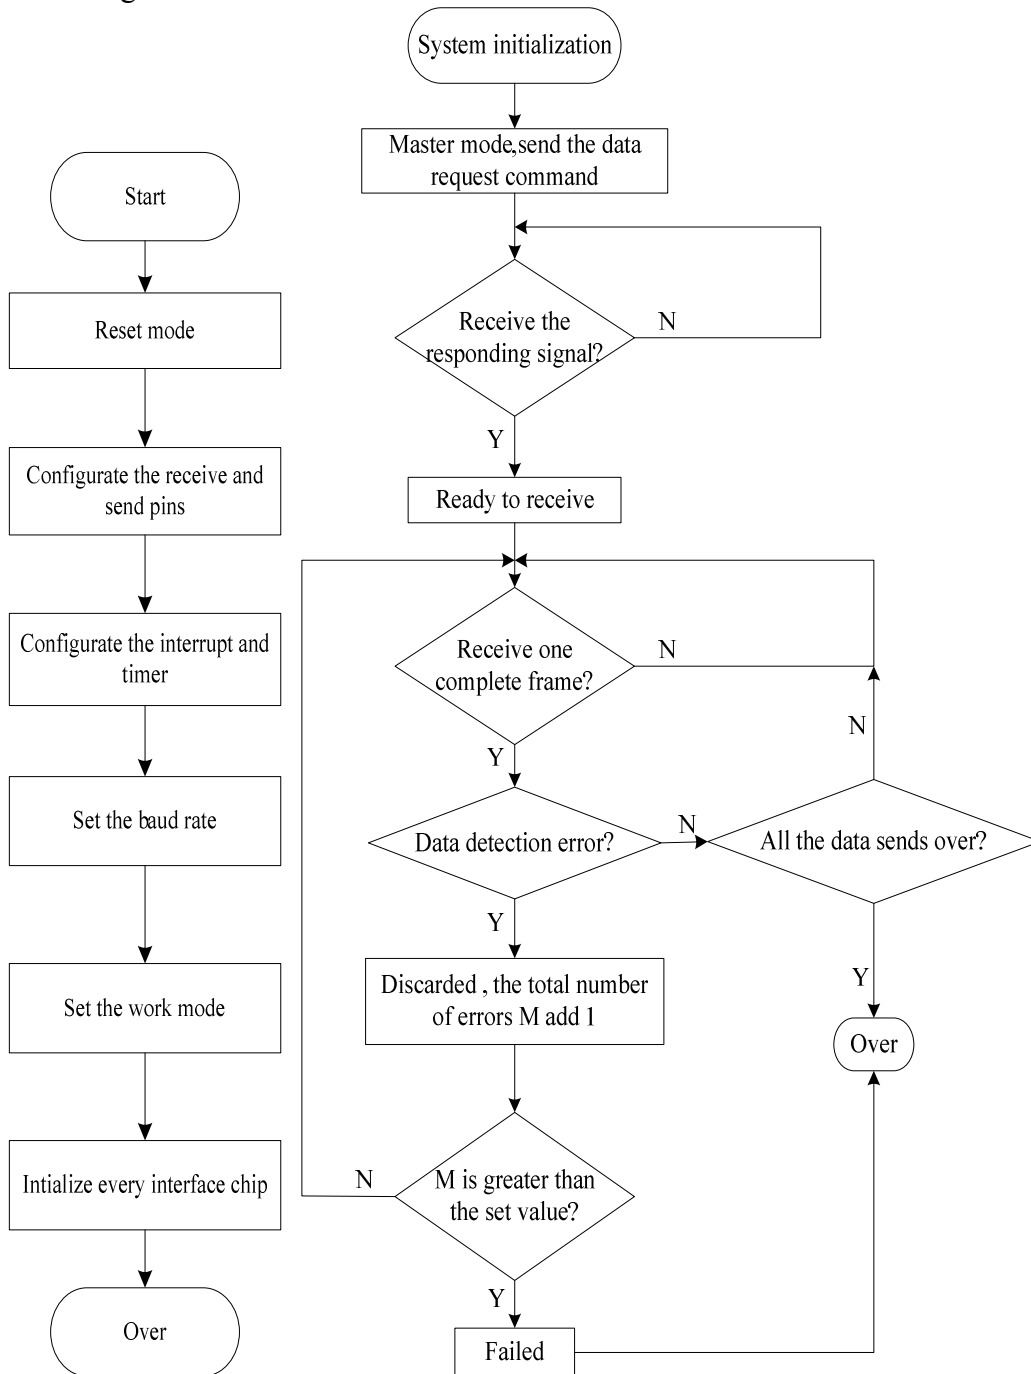 Start
Reset mode
Configurate the receive and
send pins
Configurate the interrupt and
timer
Set the baud rate
Set the work mode
Intialize every interface chip
Over
System initialization
Master mode,send the data
request command
Receive the
responding signal?
N
Y
Ready to receive
Receive one
complete frame?
N
Y
Data detection error?
N
All the data sends over?
N
Y
Over
Y
Discarded , the total number
of errors M add 1
M is greater than
the set value?
N
Y
Failed